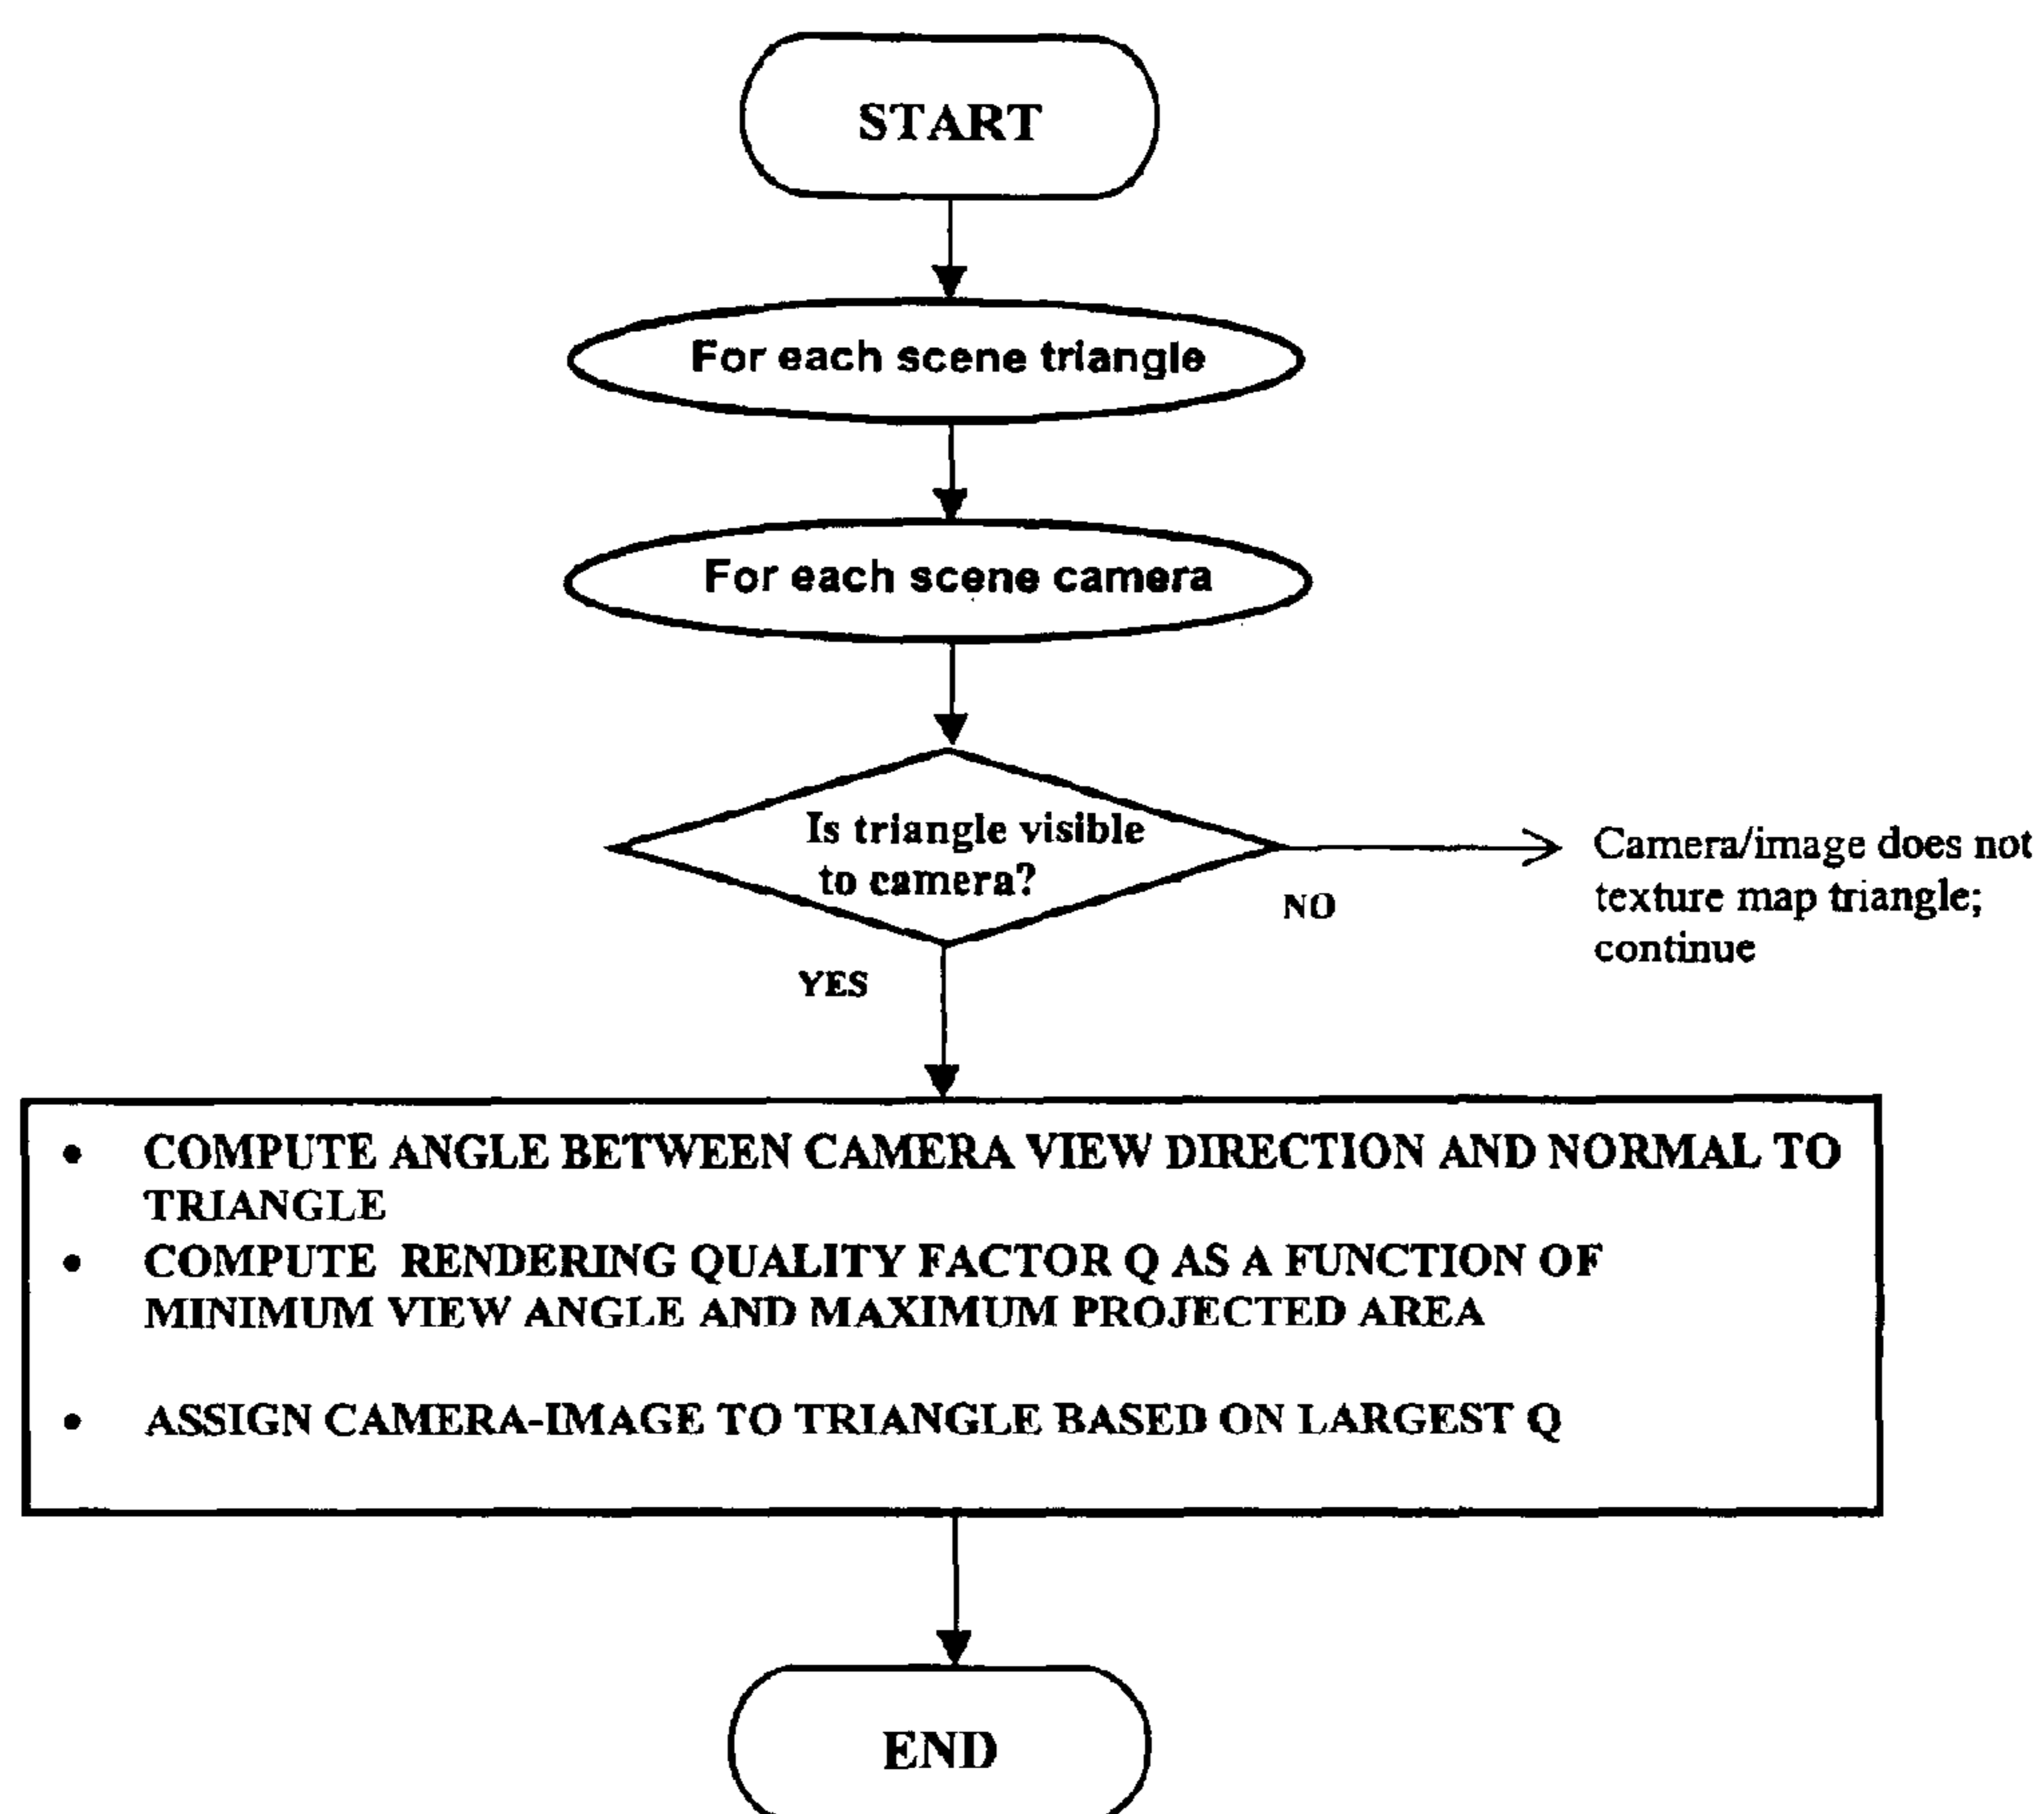 START
For each scene triangle
For each scene camera
Is triangle visible
to camera?
Camera/image does not
texture map triangle;
continue
NO
YES
• COMPUTE ANGLE BETWEEN CAMERA VIEW DIRECTION AND NORMAL TO
TRIANGLE
• COMPUTE RENDERING QUALITY FACTOR Q AS A FUNCTION OF
MINIMUM VIEW ANGLE AND MAXIMUM PROJECTED AREA
• ASSIGN CAMERA-IMAGE TO TRIANGLE BASED ON LARGEST Q
END